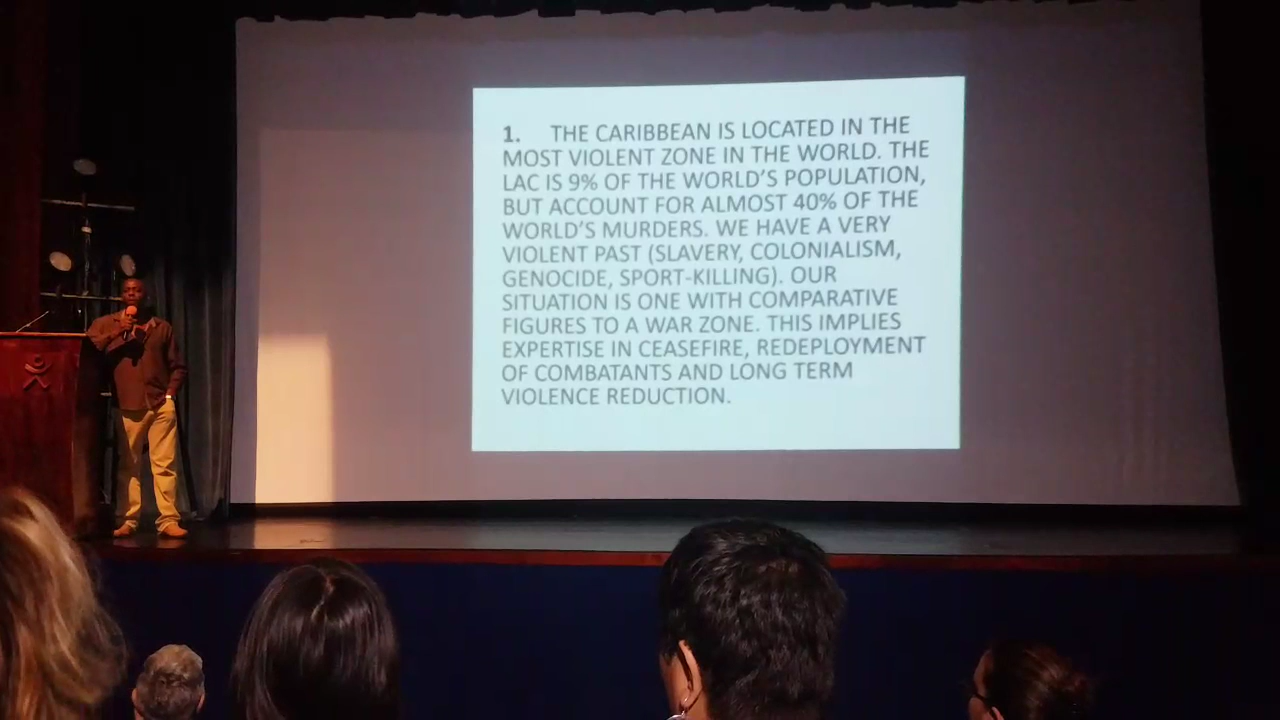 1. THE CARIBBEAN IS LOCATED IN THE
MOST VIOLENT ZONE IN THE WORLD. THE
LAC IS 9% OF THE WORLD'S POPULATION,
BUT ACCOUNT FOR ALMOST 40% OF THE
WORLD'S MURDERS. WE HAVE A VERY
VIOLENT PAST (SLAVERY, COLONIALISM,
GENOCIDE, SPORT-KILLING). OUR
SITUATION IS ONE WITH COMPARATIVE
FIGURES TO A WAR ZONE. THIS IMPLIES
EXPERTISE IN CEASEFIRE, REDEPLOYMENT
OF COMBATANTS AND LONG TERM
VIOLENCE REDUCTION.